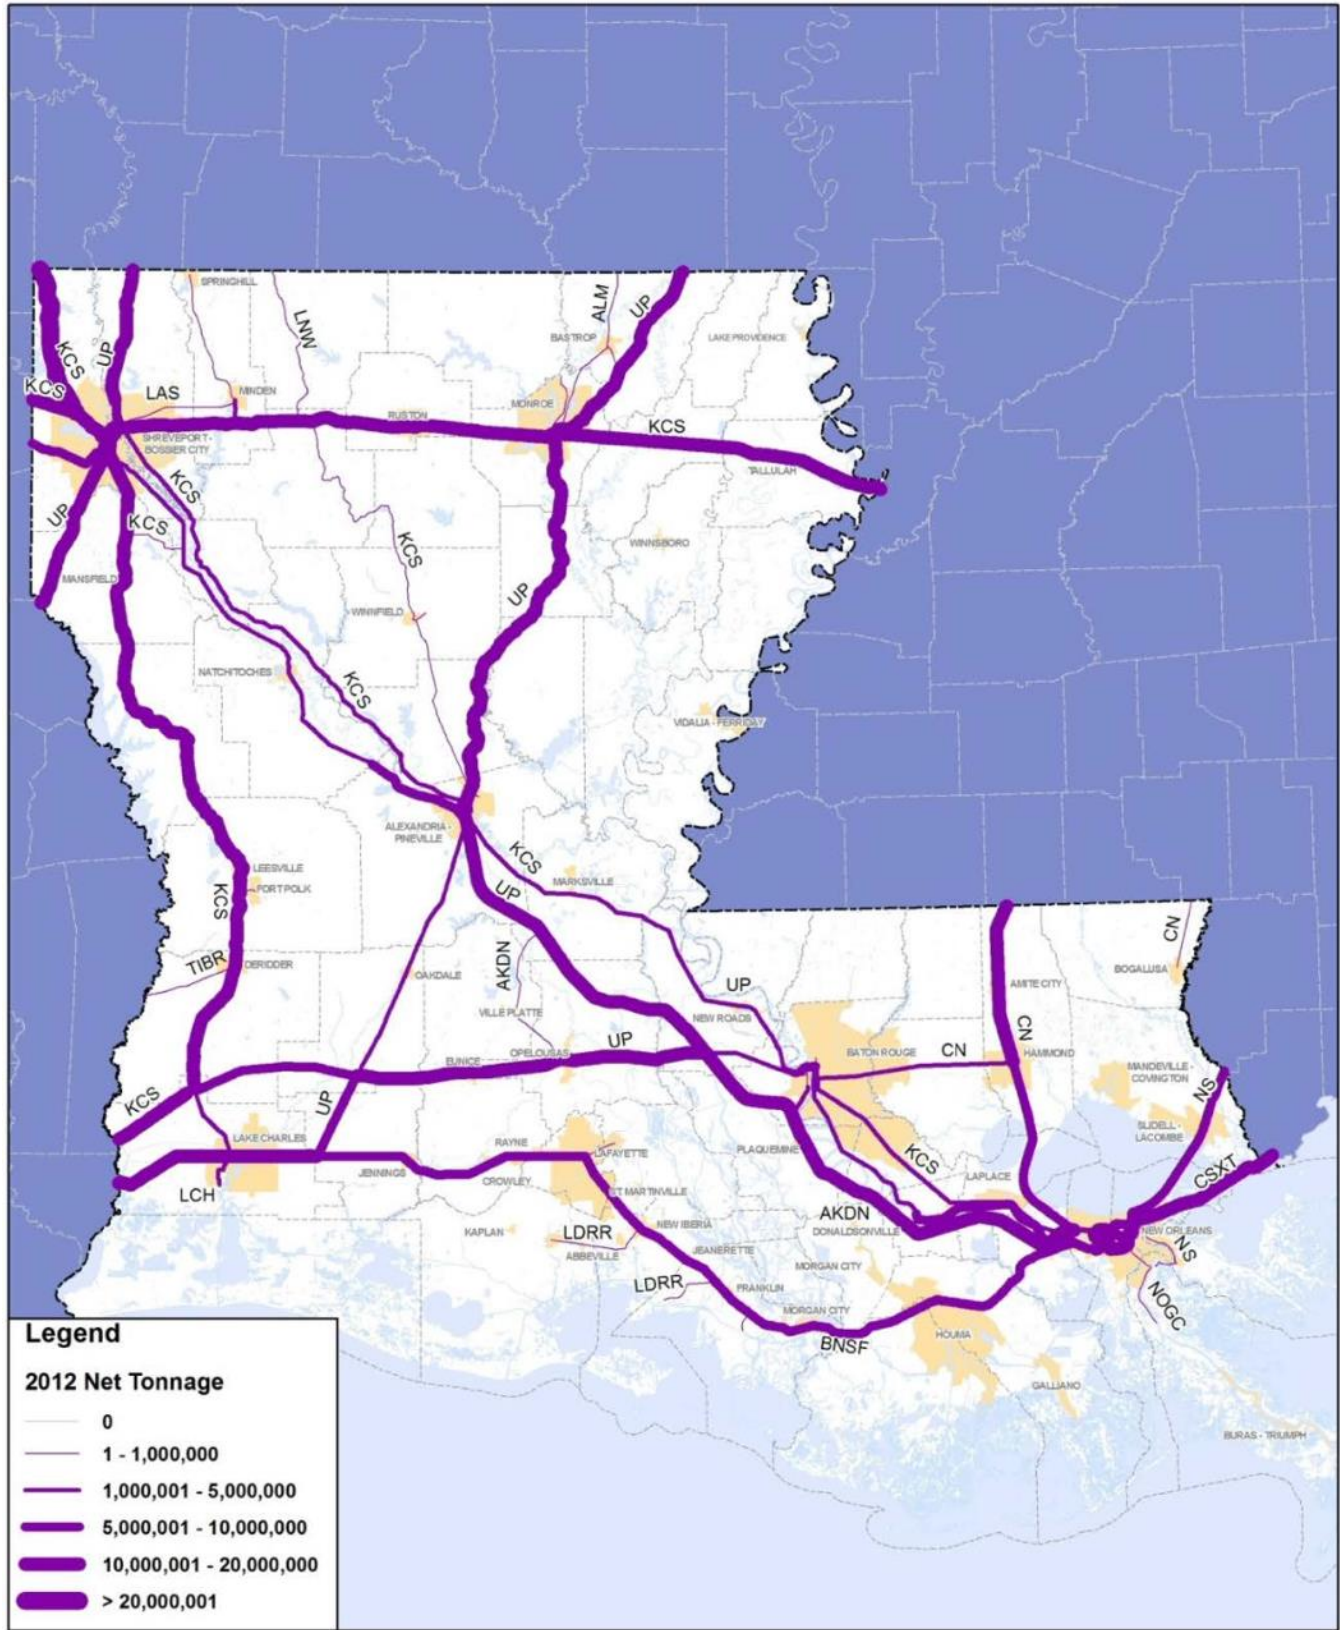 SPRINGHILL
LNW
ALM
UP
BASTROP
LAKE PROVIDENCE
KCS
UP
KCS
LAS
MINDEN
MONROE
RUSTON
KCS
SHREVEPORT -
BOSSIER CITY
TALLULAH
KCS
UP
KCS
KCS
WINNSBORO
MANSFIELD
UP
WINNFIELD
NATCHITOCHES
KCS
VIDALIA - FERRIDAY
ALEXANDRIA -
PINEVILLE
KCS
LEESVILLE
FORT POLK
MARKSVILLE
UP
KCS
CN
TIBR
DERIDDER
OAKDALE
AKDN
BOGALUSA
AMITE CITY
UP
VILLE PLATTE
NEW ROADS
CN
UP
CN
OPELOUSAS
EUNICE
BATON ROUGE
HAMMOND
MANDEVILLE -
COVINGTON
KCS
UP
NS
SLIDELL -
LACOMBE
LAKE CHARLES
RAYNE
JENNINGS
CROWLEY
LAFAYETTE
PLAQUEMINE
KCS
LAPLACE
CSXT
LCH
ST MARTINVILLE
AKDN
DONALDSONVILLE
KAPLAN
LDRR
ABBEVILLE
NEW IBERIA
JEANERETTE
NEW ORLEANS
NS
MORGAN CITY
LDRR
FRANKLIN
MORGAN CITY
NOGC
BNSF
HOUMA
GALLIANO
BURAS - TRIUMPH
Legend
2012 Net Tonnage
0
1 - 1,000,000
1,000,001 - 5,000,000
5,000,001 - 10,000,000
10,000,001 - 20,000,000
> 20,000,001